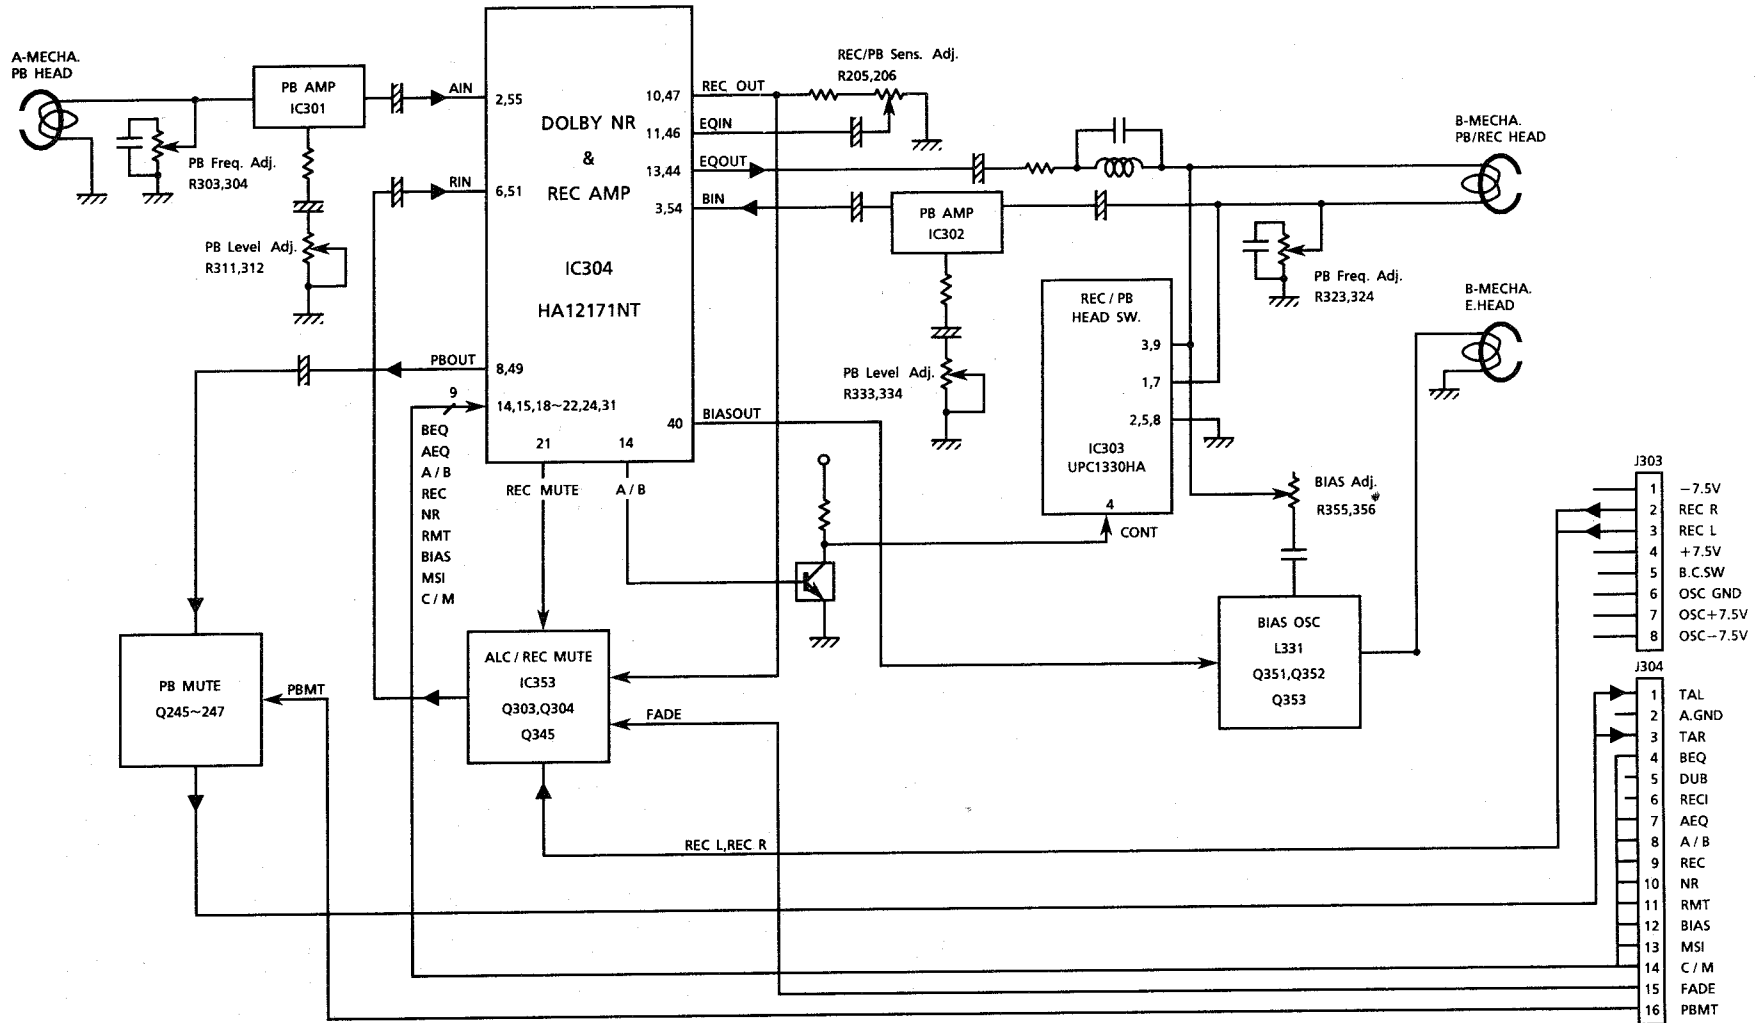 A-MECHA.
PB HEAD
PB AMP
IC301
PB Freq. Adj.
R303,304
PB Level Adj.
R311,312
AIN
RIN
2,55
6,51
DOLBY NR
&
REC AMP
IC304
HA12171NT
10,47
11,46
13,44
3,54
REC OUT
EQIN
EQOUT
BIN
REC/PB Sens. Adj.
R205,206
PB AMP
IC302
PB Level Adj.
R333,334
B-MECHA.
PB/REC HEAD
PB Freq. Adj.
R323,324
B-MECHA.
E.HEAD
REC / PB
HEAD SW.
3,9
1,7
2,5,8
IC303
UPC1330HA
4
CONT
BIAS Adj.
R355,356
PBOUT
8,49
9
14,15,18~22,24,31
40
BIASOUT
21
14
REC MUTE
A / B
BEQ
AEQ
A / B
REC
NR
RMT
BIAS
MSI
C / M
PB MUTE
Q245~247
PBMT
ALC / REC MUTE
IC353
Q303,Q304
Q345
FADE
REC L,REC R
BIAS OSC
L331
Q351,Q352
Q353
J303
1 −7.5V
2 REC R
3 REC L
4 +7.5V
5 B.C.SW
6 OSC GND
7 OSC+7.5V
8 OSC−7.5V
J304
1 TAL
2 A.GND
3 TAR
4 BEQ
5 DUB
6 RECI
7 AEQ
8 A / B
9 REC
10 NR
11 RMT
12 BIAS
13 MSI
14 C / M
15 FADE
16 PBMT